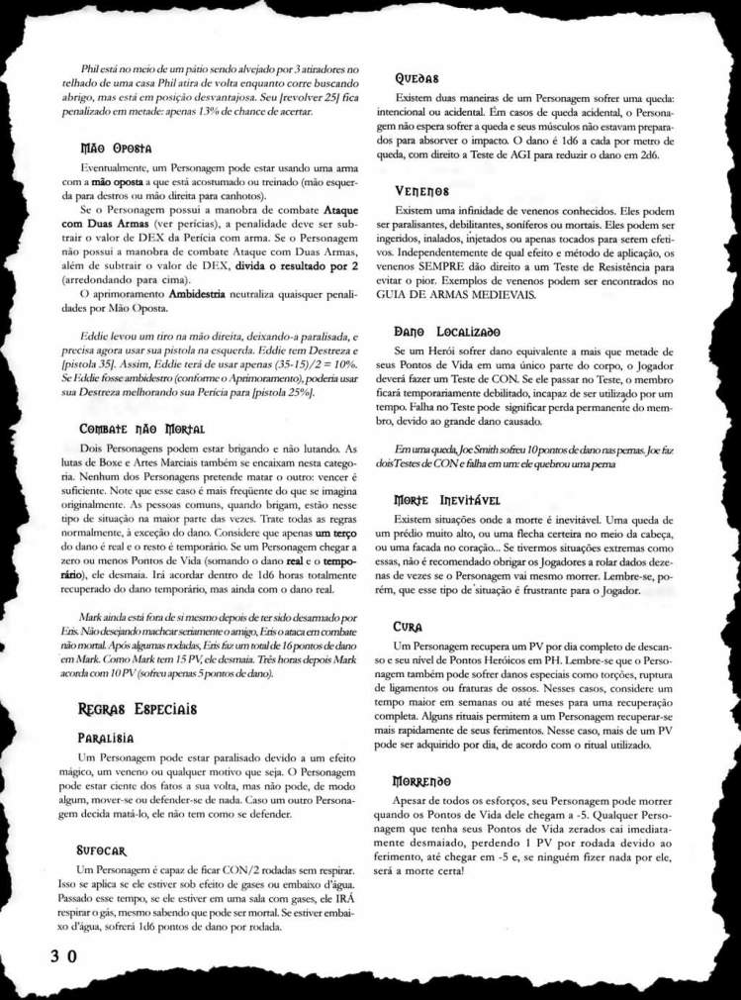 Phil está no meio de um pátio sendo alvejado por 3 atiradores no
telhado de uma casa Phil atira de volta enquanto corre buscando
abrigo, mas está em posição desvantajosa. Seu [revolver 25] fica
penalizado em metade: apenas 13% de chance de acertar.
Mão Oposta
Eventualmente, um Personagem pode estar usando uma arma
com a mão oposta a que está acostumado ou treinado (mão esquer-
da para destros ou mão direita para canhotos).
Se o Personagem possui a manobra de combate Ataque
com Duas Armas (ver perícias), a penalidade deve ser sub-
trair o valor de DEX da Perícia com arma. Se o Personagem
não possui a manobra de combate Ataque com Duas Armas,
além de subtrair o valor de DEX, divida o resultado por 2
(arredondando para cima).
O aprimoramento Ambidestria neutraliza quaisquer penali-
dades por Mão Oposta.
Eddie levou um tiro na mão direita, deixando-a paralisada, e
precisa agora usar sua pistola na esquerda. Eddie tem Destreza e
[pistola 35]. Assim, Eddie terá de usar apenas (35-15)/2 = 10%.
Se Eddie fosse ambidestro (conforme o Aprimoramento), poderia usar
sua Destreza melhorando sua Perícia para [pistola 25%].
Combate não Mortal
Dois Personagens podem estar brigando e não lutando. As
lutas de Boxe e Artes Marciais também se encaixam nesta catego-
ria. Nenhum dos Personagens pretende matar o outro: vencer é
suficiente. Note que esse caso é mais freqüente do que se imagina
originalmente. As pessoas comuns, quando brigam, estão nesse
tipo de situação na maior parte das vezes. Trate todas as regras
normalmente, à exceção do dano. Considere que apenas um terço
do dano é real e o resto é temporário. Se um Personagem chegar a
zero ou menos Pontos de Vida (somando o dano real e o tempo-
rário), ele desmaia. Irá acordar dentro de 1d6 horas totalmente
recuperado do dano temporário, mas ainda com o dano real.
Mark ainda está fora de si mesmo depois de ter sido desarmado por
Eris. Não desejando machcar seriamente o amigo, Eris o ataca em combate
não mortal. Após algumas rodadas, Eris faz um total de 16 pontos de dano
em Mark. Como Mark tem 15 PV, ele desmaia. Três horas depois Mark
acorda com 10 PV (sofreu apenas 5 pontos de dano).
Regras Especiais
Paralisia
Um Personagem pode estar paralisado devido a um efeito
mágico, um veneno ou qualquer motivo que seja. O Personagem
pode estar ciente dos fatos a sua volta, mas não pode, de modo
algum, mover-se ou defender-se de nada. Caso um outro Persona-
gem decida matá-lo, ele não tem como se defender.
Sufocar
Um Personagem é capaz de ficar CON/2 rodadas sem respirar.
Isso se aplica se ele estiver sob efeito de gases ou embaixo d'água.
Passado esse tempo, se ele estiver em uma sala com gases, ele IRÁ
respirar o gás, mesmo sabendo que pode ser mortal. Se estiver embai-
xo d'água, sofrerá 1d6 pontos de dano por rodada.
30
Quedas
Existem duas maneiras de um Personagem sofrer uma queda:
intencional ou acidental. Em casos de queda acidental, o Persona-
gem não espera sofrer a queda e seus músculos não estavam prepara-
dos para absorver o impacto. O dano é 1d6 a cada por metro de
queda, com direito a Teste de AGI para reduzir o dano em 2d6.
Venenos
Existem uma infinidade de venenos conhecidos. Eles podem
ser paralisantes, debilitantes, soníferos ou mortais. Eles podem ser
ingeridos, inalados, injetados ou apenas tocados para serem efeti-
vos. Independentemente de qual efeito e método de aplicação, os
venenos SEMPRE dão direito a um Teste de Resistência para
evitar o pior. Exemplos de venenos podem ser encontrados no
GUIA DE ARMAS MEDIEVAIS.
Dano Localizado
Se um Herói sofrer dano equivalente a mais que metade de
seus Pontos de Vida em uma único parte do corpo, o Jogador
deverá fazer um Teste de CON. Se ele passar no Teste, o membro
ficará temporariamente debilitado, incapaz de ser utilizado por um
tempo. Falha no Teste pode significar perda permanente do mem-
bro, devido ao grande dano causado.
Em uma queda, Joe Smith sofreu 10 pontos de dano nas pernas. Joe faz
dois Testes de CON e falha em um: ele quebrou uma perna
Morte Inevitável
Existem situações onde a morte é inevitável. Uma queda de
um prédio muito alto, ou uma flecha certeira no meio da cabeça,
ou uma facada no coração... Se tivermos situações extremas como
essas, não é recomendado obrigar os Jogadores a rolar dados deze-
nas de vezes se o Personagem vai mesmo morrer. Lembre-se, po-
rém, que esse tipo de situação é frustrante para o Jogador.
Cura
Um Personagem recupera um PV por dia completo de descan-
so e seu nível de Pontos Heróicos em PH. Lembre-se que o Perso-
nagem também pode sofrer danos especiais como torções, ruptura
de ligamentos ou fraturas de ossos. Nesses casos, considere um
tempo maior em semanas ou até meses para uma recuperação
completa. Alguns rituais permitem a um Personagem recuperar-se
mais rapidamente de seus ferimentos. Nesse caso, mais de um PV
pode ser adquirido por dia, de acordo com o ritual utilizado.
Morrendo
Apesar de todos os esforços, seu Personagem pode morrer
quando os Pontos de Vida dele chegam a -5. Qualquer Perso-
nagem que tenha seus Pontos de Vida zerados cai imediata-
mente desmaiado, perdendo 1 PV por rodada devido ao
ferimento, até chegar em -5 e, se ninguém fizer nada por ele,
será a morte certa!